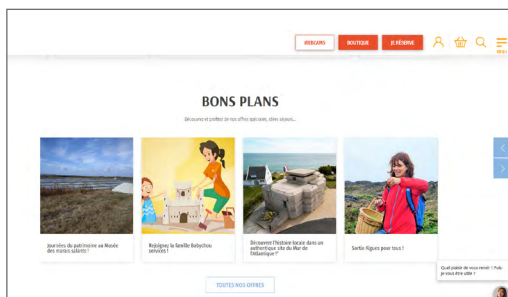 WEBCAMS
BOUTIQUE
JE RÉSERVE
MENU
BONS PLANS
Découvrez et profitez de nos offres spéciales, idées séjours...
Journées du patrimoine au Musée
des marais salants !
Rejoignez la famille Babychou
services !
Découvrez l'histoire locale dans un
authentique site du Mur de
l'Atlantique !"
Sortie Algues pour tous !
TOUTES NOS OFFRES
Quel plaisir de vous revoir ! Puis-
je vous être utile ?